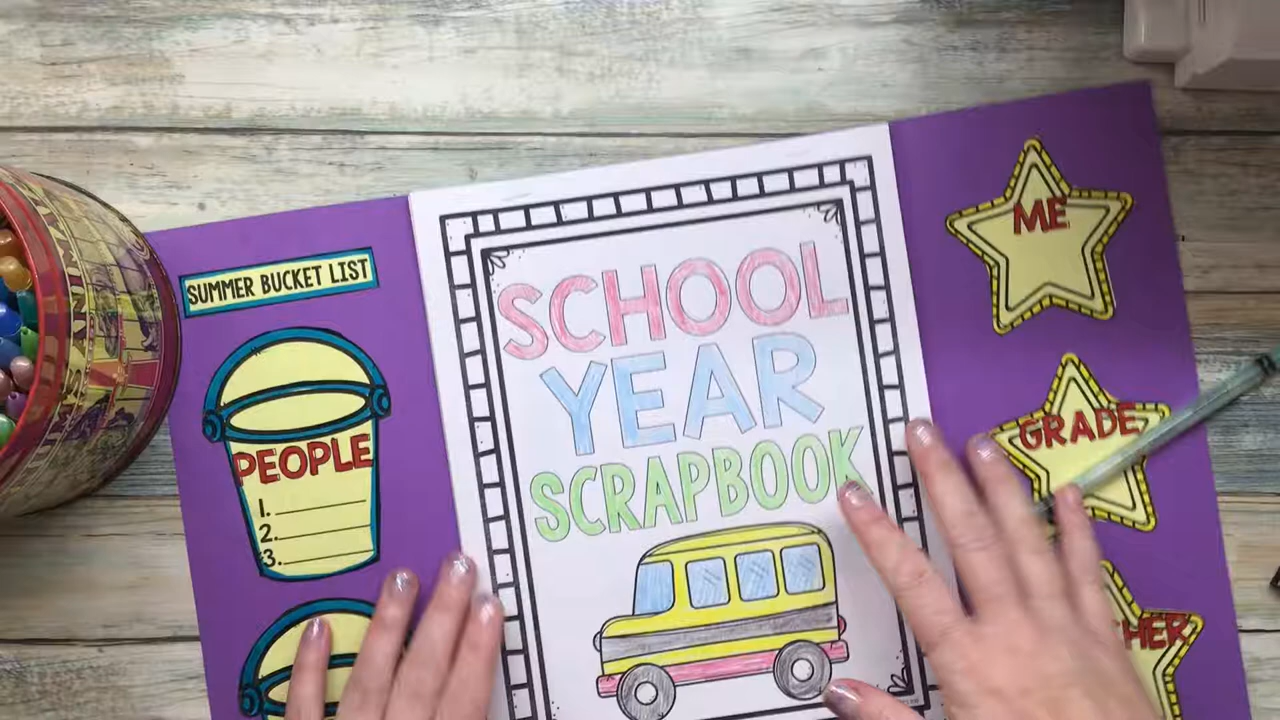 SUMMER BUCKET LIST
PEOPLE
1.
2.
3.
SCHOOL
YEAR
SCRAPBOOK
ME
GRADE